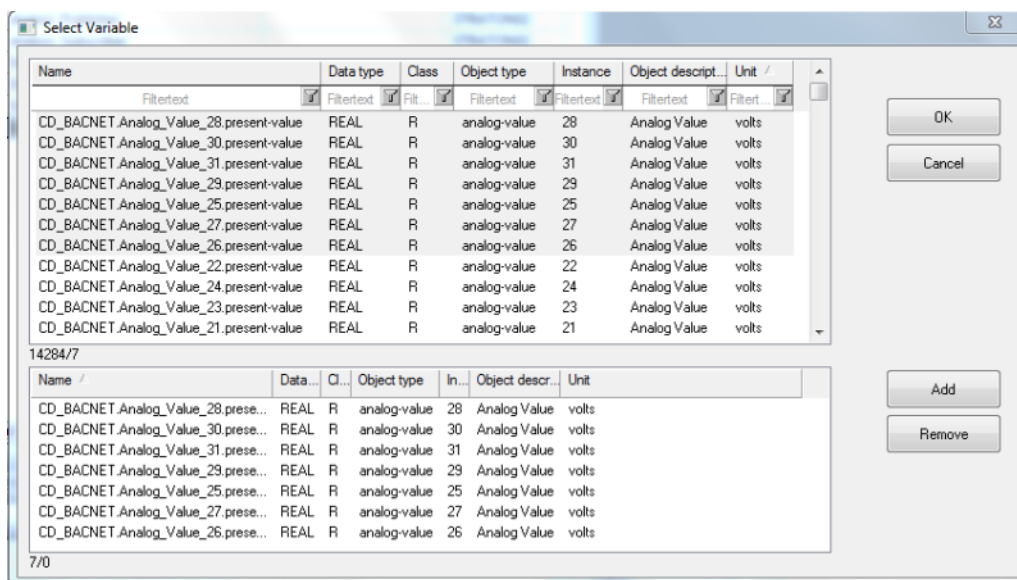 Select Variable
Name Data type Class Object type Instance Object descript... Unit
Filtertext Filtertext Filt... Filtertext Filtertext Filtertext Filtert...
CD_BACNET.Analog_Value_28.present-value REAL R analog-value 28 Analog Value volts
CD_BACNET.Analog_Value_30.present-value REAL R analog-value 30 Analog Value volts
CD_BACNET.Analog_Value_31.present-value REAL R analog-value 31 Analog Value volts
CD_BACNET.Analog_Value_29.present-value REAL R analog-value 29 Analog Value volts
CD_BACNET.Analog_Value_25.present-value REAL R analog-value 25 Analog Value volts
CD_BACNET.Analog_Value_27.present-value REAL R analog-value 27 Analog Value volts
CD_BACNET.Analog_Value_26.present-value REAL R analog-value 26 Analog Value volts
CD_BACNET.Analog_Value_22.present-value REAL R analog-value 22 Analog Value volts
CD_BACNET.Analog_Value_24.present-value REAL R analog-value 24 Analog Value volts
CD_BACNET.Analog_Value_23.present-value REAL R analog-value 23 Analog Value volts
CD_BACNET.Analog_Value_21.present-value REAL R analog-value 21 Analog Value volts
14284/7
OK
Cancel
Name Data... Cl... Object type In... Object descr... Unit
CD_BACNET.Analog_Value_28.prese... REAL R analog-value 28 Analog Value volts
CD_BACNET.Analog_Value_30.prese... REAL R analog-value 30 Analog Value volts
CD_BACNET.Analog_Value_31.prese... REAL R analog-value 31 Analog Value volts
CD_BACNET.Analog_Value_29.prese... REAL R analog-value 29 Analog Value volts
CD_BACNET.Analog_Value_25.prese... REAL R analog-value 25 Analog Value volts
CD_BACNET.Analog_Value_27.prese... REAL R analog-value 27 Analog Value volts
CD_BACNET.Analog_Value_26.prese... REAL R analog-value 26 Analog Value volts
7/0
Add
Remove